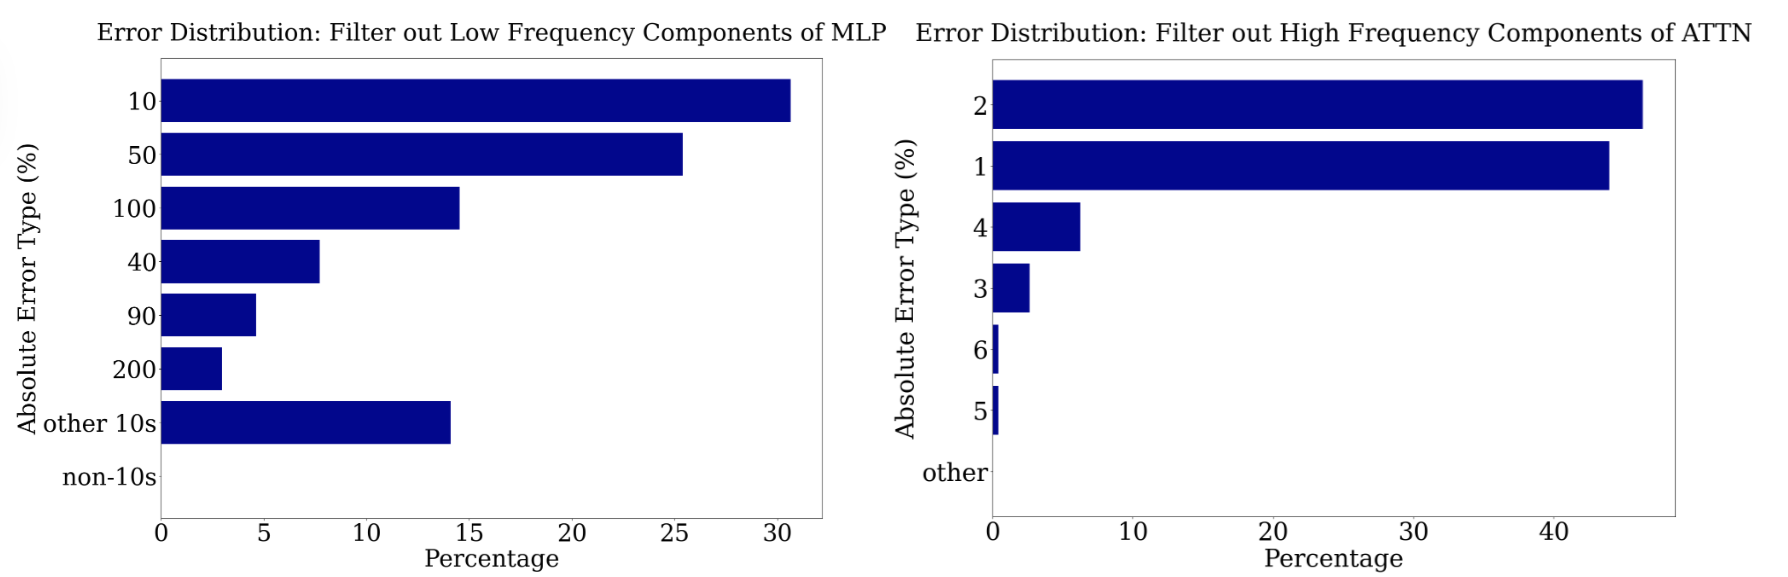 Error Distribution: Filter out Low Frequency Components of MLP
Absolute Error Type (%)
10
50
100
40
90
200
other 10s
non-10s
0 5 10 15 20 25 30
Percentage
Error Distribution: Filter out High Frequency Components of ATTN
Absolute Error Type (%)
2
1
4
3
6
5
other
0 10 20 30 40
Percentage